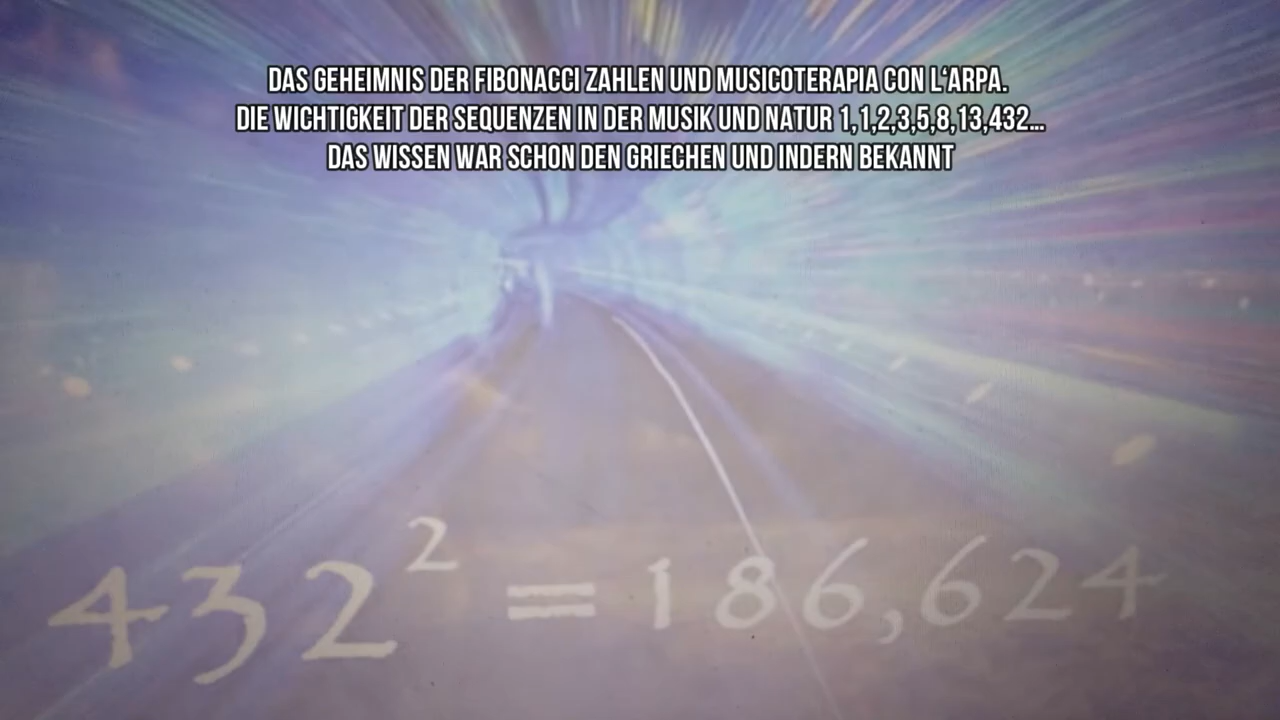 DAS GEHEIMNIS DER FIBONACCI ZAHLEN UND MUSICOTERAPIA CON L'ARPA.
DIE WICHTIGKEIT DER SEQUENZEN IN DER MUSIK UND NATUR 1,1,2,3,5,8,13,432...
DAS WISSEN WAR SCHON DEN GRIECHEN UND INDERN BEKANNT
432² = 186,624